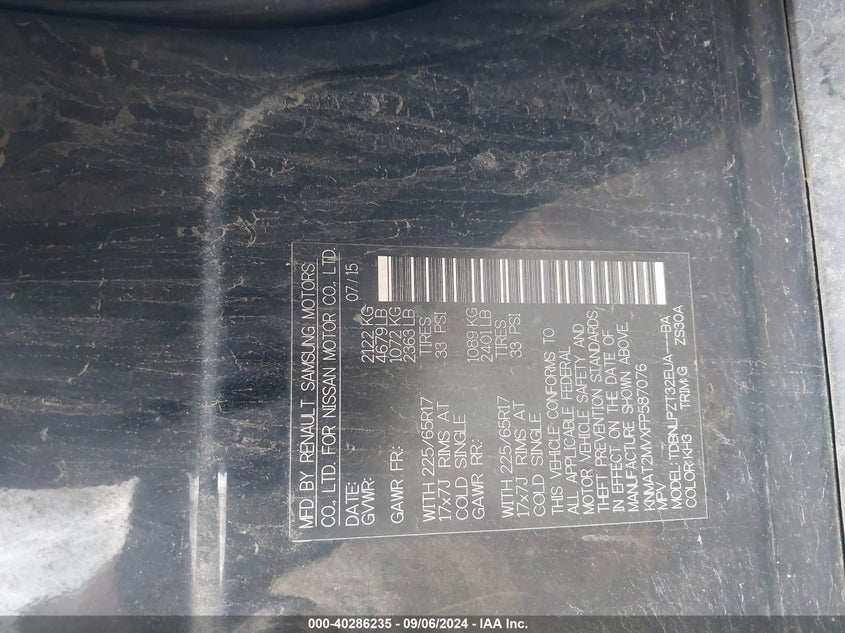 MFD BY RENAULT SAMSUNG MOTORS
CO., LTD. FOR NISSAN MOTOR CO. LTD.
DATE: 07/15
GVWR: 2122 KG
4679 LB
GAWR FR: 1072 KG
2363 LB
WITH 225/65R17 TIRES
17x7J RIMS AT 33 PSI
COLD SINGLE
GAWR RR: 1089 KG
2401 LB
WITH 225/65R17 TIRES
17x7J RIMS AT 33 PSI
COLD SINGLE
THIS VEHICLE CONFORMS TO
ALL APPLICABLE FEDERAL
MOTOR VEHICLE SAFETY AND
THEFT PREVENTION STANDARDS
IN EFFECT ON THE DATE OF
MANUFACTURE SHOWN ABOVE.
KNMAT2MVXFP587076
MPV
MODEL: TDBNLPZT32EUA----BA
COLOR:KH3 TRIM:G ZS30A
000-40286235 - 09/06/2024 - IAA Inc.